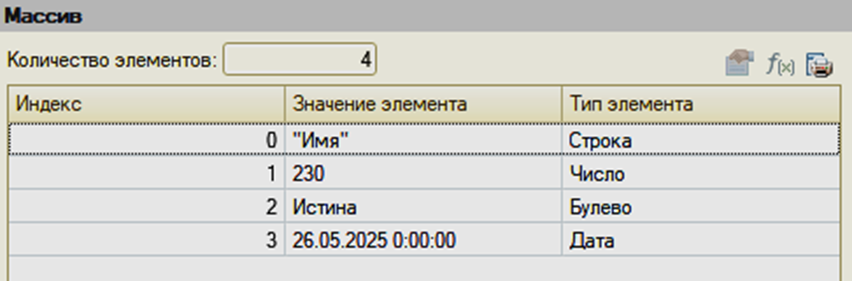 Массив
Количество элементов: 4
f(x)
Индекс Значение элемента Тип элемента
0 "Имя" Строка
1 230 Число
2 Истина Булево
3 26.05.2025 0:00:00 Дата